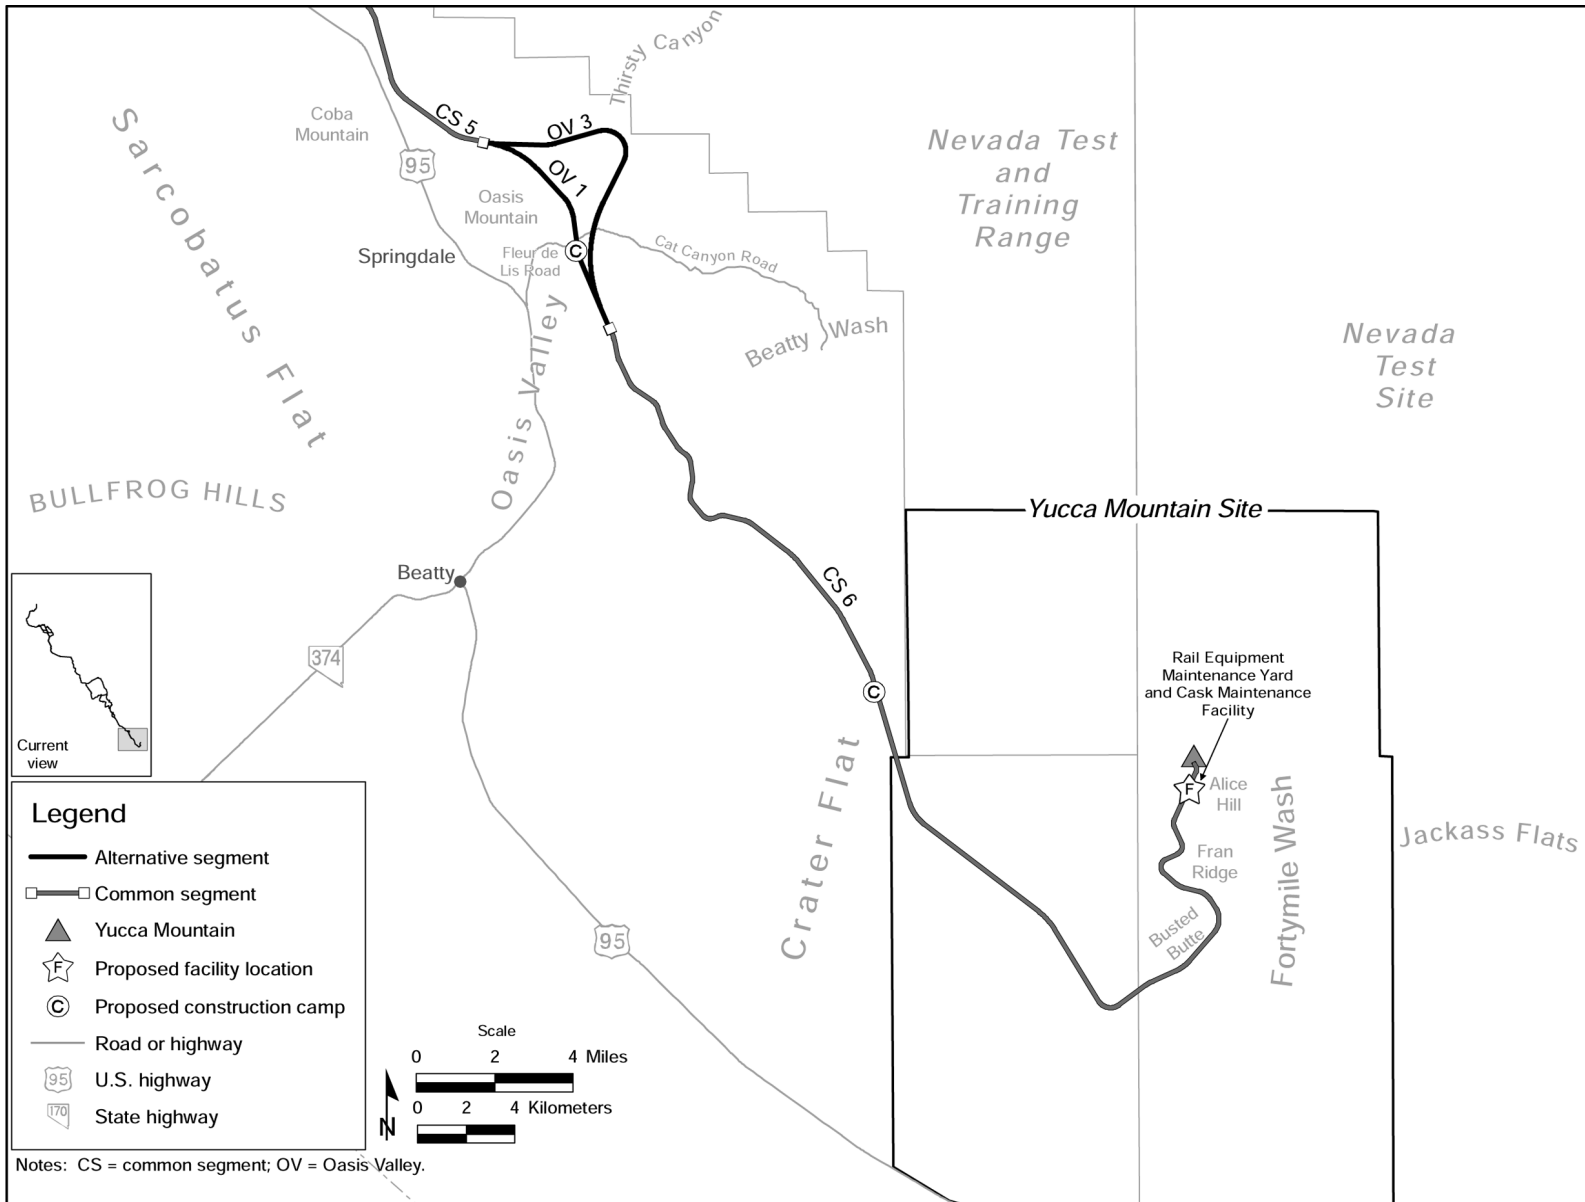 Thirsty Canyon
Coba
Mountain
CS 5
OV 3
95
OV 1
Nevada Test
and
Training
Range
Sarcobatus Flat
Oasis
Mountain
Springdale
Fleur de
Lis Road
C
Cat Canyon Road
Beatty Wash
Nevada
Test
Site
Oasis Valley
BULLFROG HILLS
Yucca Mountain Site
Beatty
CS 6
374
C
Rail Equipment
Maintenance Yard
and Cask Maintenance
Facility
Current
view
F
Alice
Hill
Crater Flat
Fran
Ridge
Fortymile Wash
Jackass Flats
Busted
Butte
95
Legend
Alternative segment
Common segment
Yucca Mountain
F Proposed facility location
C Proposed construction camp
Road or highway
95 U.S. highway
170 State highway
Scale
0 2 4 Miles
0 2 4 Kilometers
N
Notes: CS = common segment; OV = Oasis Valley.